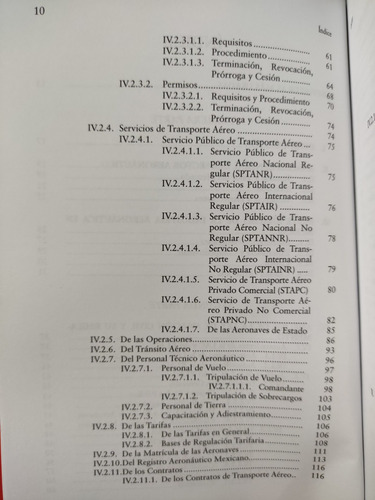 10
Índice
IV.2.3.1.1. Requisitos .................. 61
IV.2.3.1.2. Procedimiento .............. 61
IV.2.3.1.3. Terminación, Revocación,
Prórroga y Cesión ............ 64
IV.2.3.2. Permisos ........................ 68
IV.2.3.2.1. Requisitos y Procedimiento 70
IV.2.3.2.2. Terminación, Revocación,
Prórroga y Cesión ............ 74
IV.2.4. Servicios de Transporte Aéreo ............ 74
IV.2.4.1. Servicio Público de Transporte Aéreo ...... 75
IV.2.4.1.1. Servicio Público de Trans-
porte Aéreo Nacional Re-
gular (SPTANR) ............ 75
IV.2.4.1.2. Servicios Público de Trans-
porte Aéreo Internacional
Regular (SPTAIR) ............ 76
IV.2.4.1.3. Servicio Público de Trans-
porte Aéreo Nacional No
Regular (SPTANNR)......... 78
IV.2.4.1.4. Servicio Público de Trans-
porte Aéreo Internacional
No Regular (SPTAINR) ..... 79
IV.2.4.1.5. Servicio de Transporte Aéreo
Privado Comercial (STAPC)
IV.2.4.1.6. Servicio de Transporte Aé-
reo Privado No Comercial
(STAPNC) .................. 82
IV.2.4.1.7. De las Aeronaves de Estado 85
IV.2.5. De las Operaciones........................ 86
IV.2.6. Del Tránsito Aéreo ........................ 93
IV.2.7. Del Personal Técnico Aeronáutico ............ 96
IV.2.7.1. Personal de Vuelo ........................ 97
IV.2.7.1.1. Tripulación de Vuelo ............ 98
IV.2.7.1.1.1. Comandante 98
IV.2.7.1.2. Tripulación de Sobrecargos 103
IV.2.7.2. Personal de Tierra ........................ 104
IV.2.7.3. Capacitación y Adiestramiento............ 105
IV.2.8. De las Tarifas .............................. 106
IV.2.8.1. De las Tarifas en General ............ 106
IV.2.8.2. Bases de Regulación Tarifaria ............ 108
IV.2.9. De la Matrícula de las Aeronaves ............ 111
IV.2.10.Del Registro Aeronáutico Mexicano ............ 113
IV.2.11.De los Contratos ........................ 116
IV.2.11.1. De los Contratos de Transporte Aéreo... 116